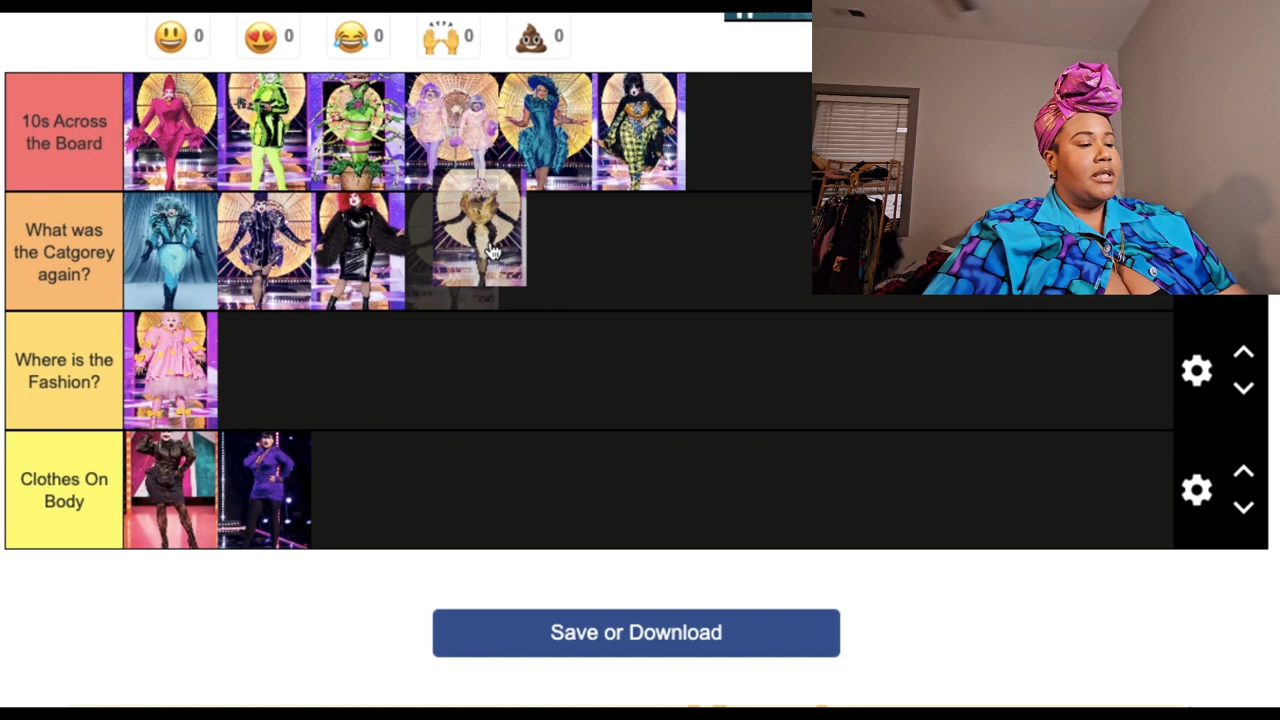 0
0
0
0
0
10s Across
the Board
What was
the Catgorey
again?
Where is the
Fashion?
Clothes On
Body
Save or Download